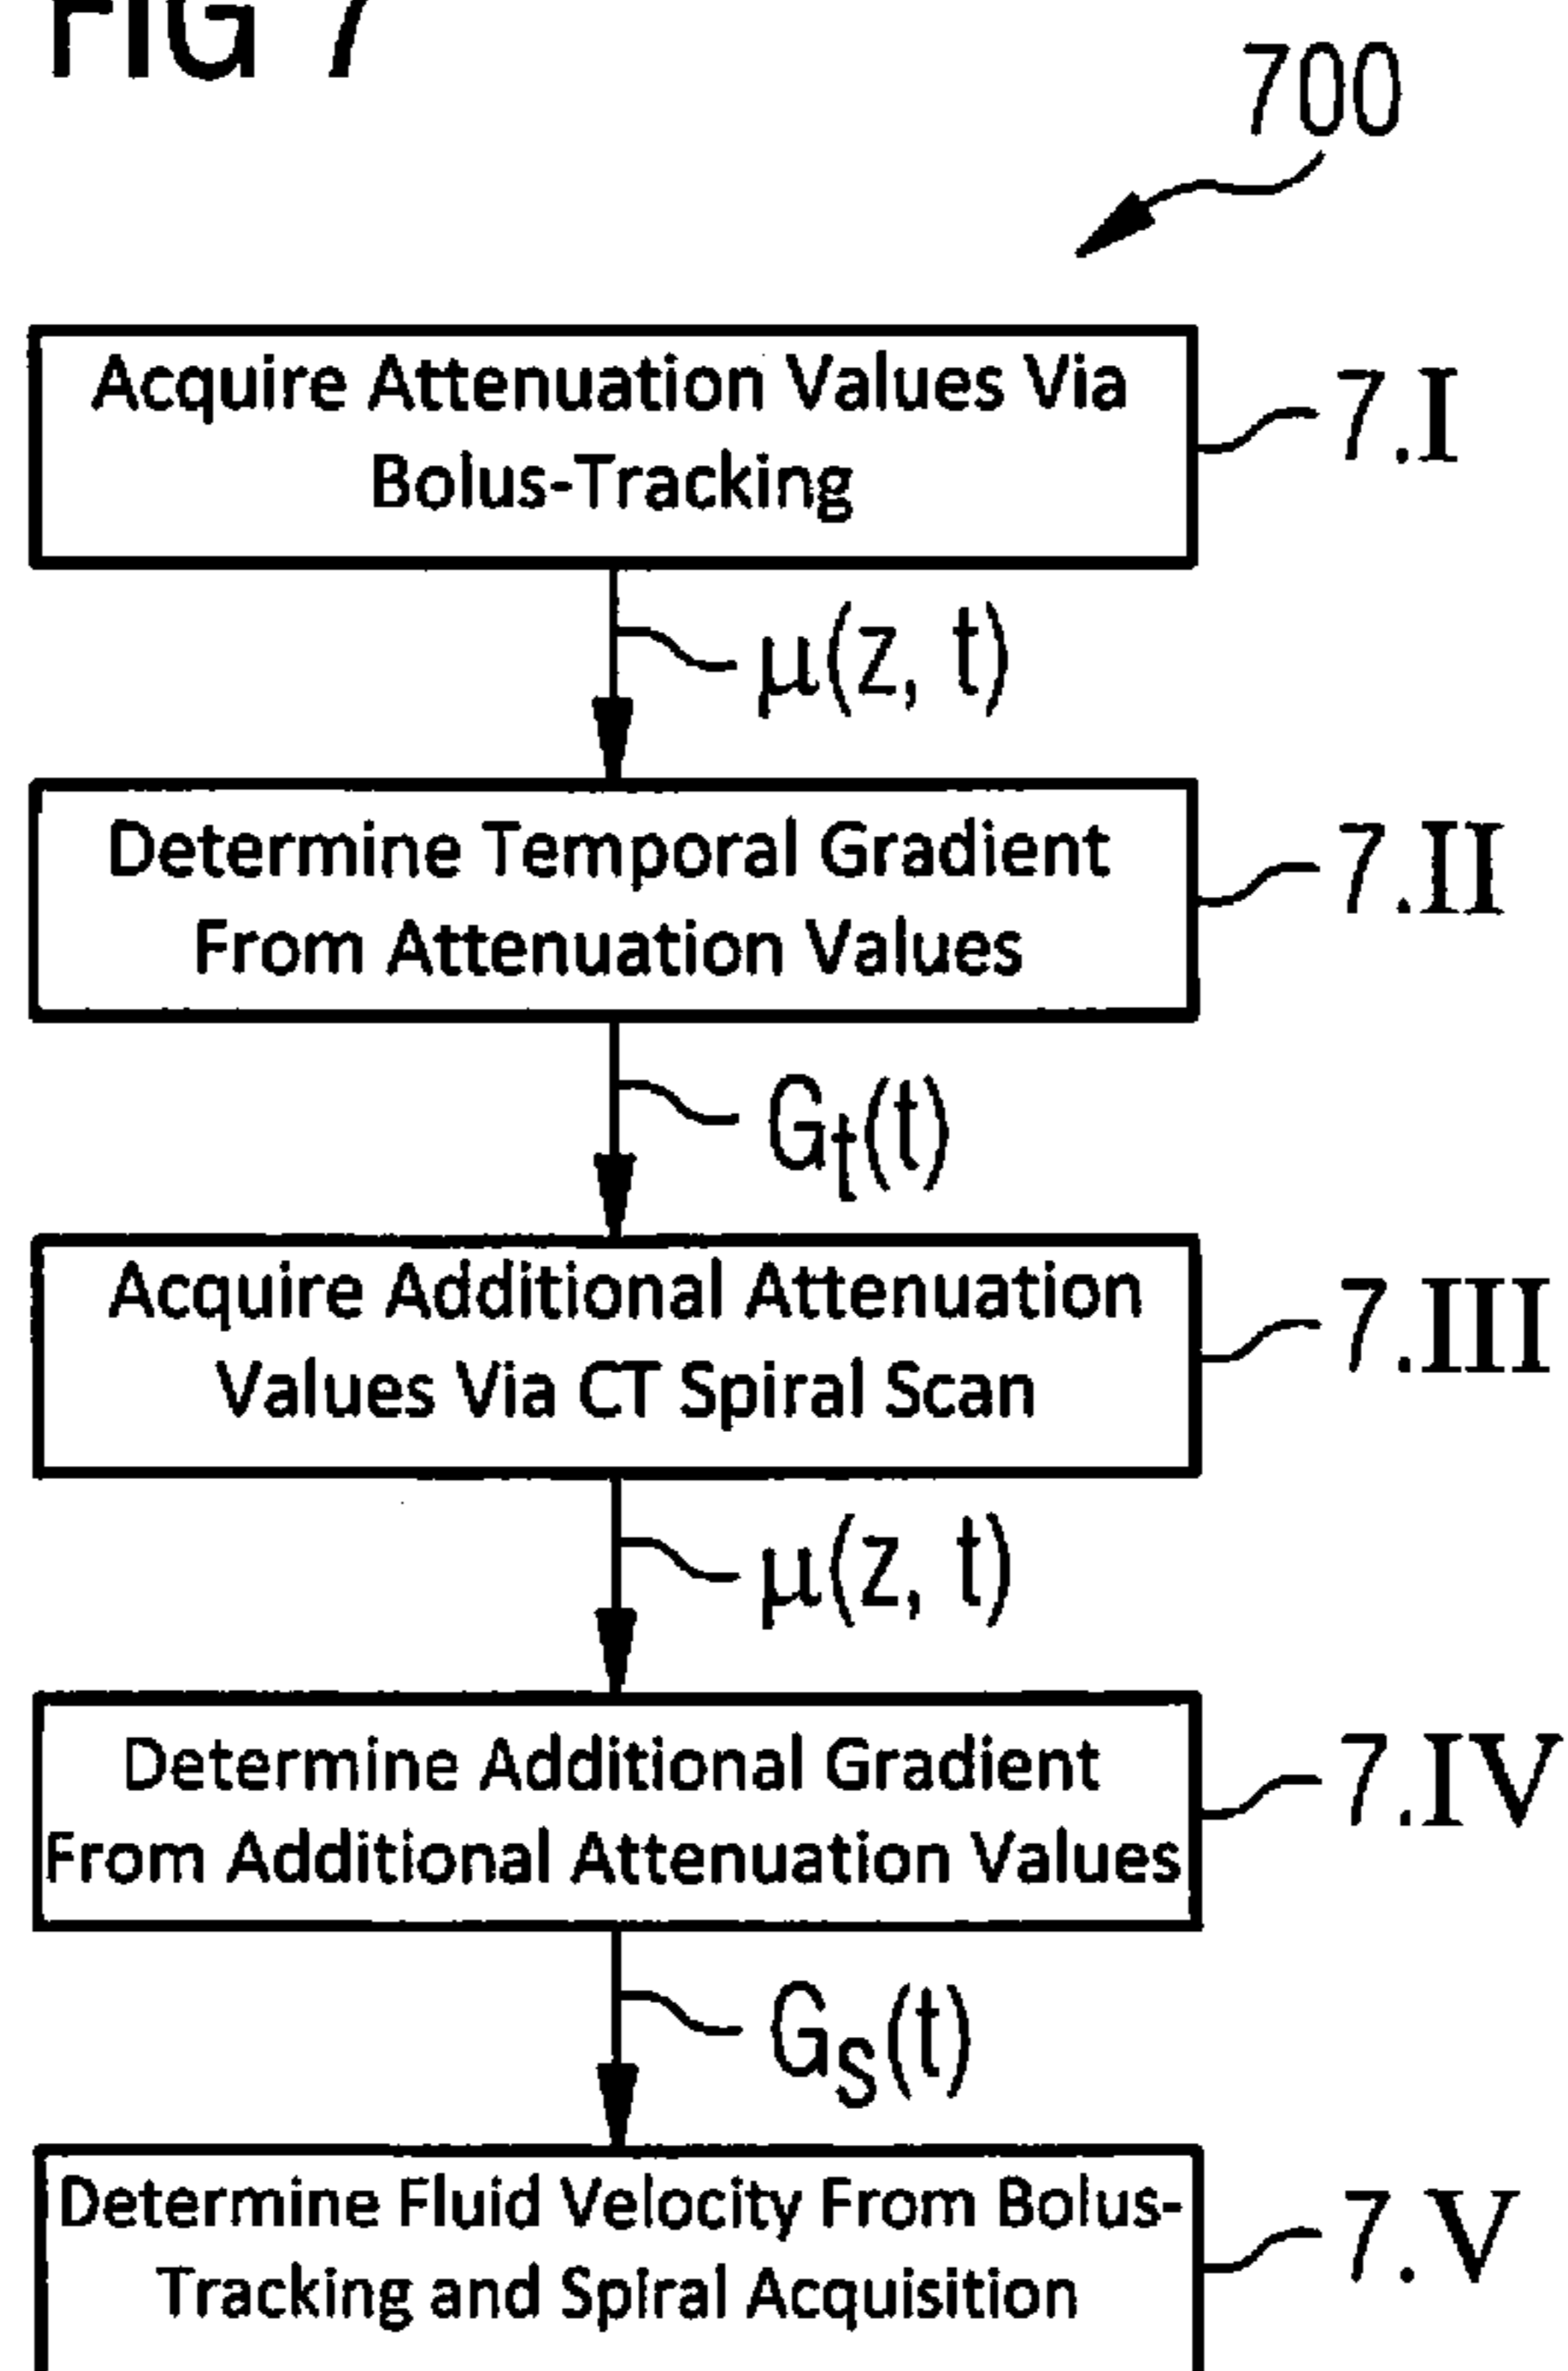 FIG 7
700
Acquire Attenuation Values Via
Bolus-Tracking
7.I
μ(z, t)
Determine Temporal Gradient
From Attenuation Values
7.II
Gt(t)
Acquire Additional Attenuation
Values Via CT Spiral Scan
7.III
μ(z, t)
Determine Additional Gradient
From Additional Attenuation Values
7.IV
GS(t)
Determine Fluid Velocity From Bolus-
Tracking and Spiral Acquisition
7.V